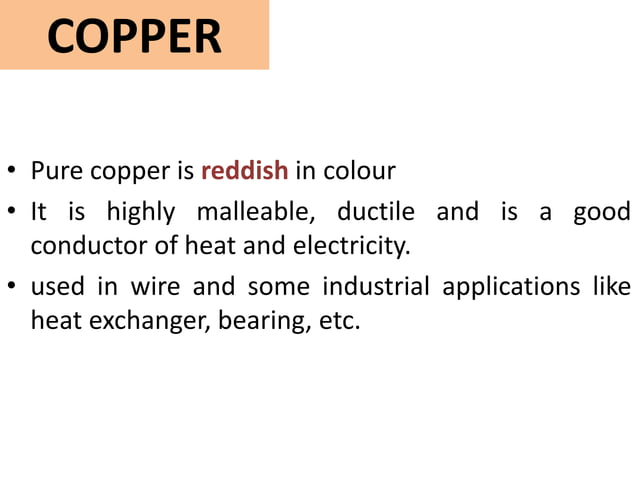 COPPER
• Pure copper is reddish in colour
• It is highly malleable, ductile and is a good
conductor of heat and electricity.
• used in wire and some industrial applications like
heat exchanger, bearing, etc.